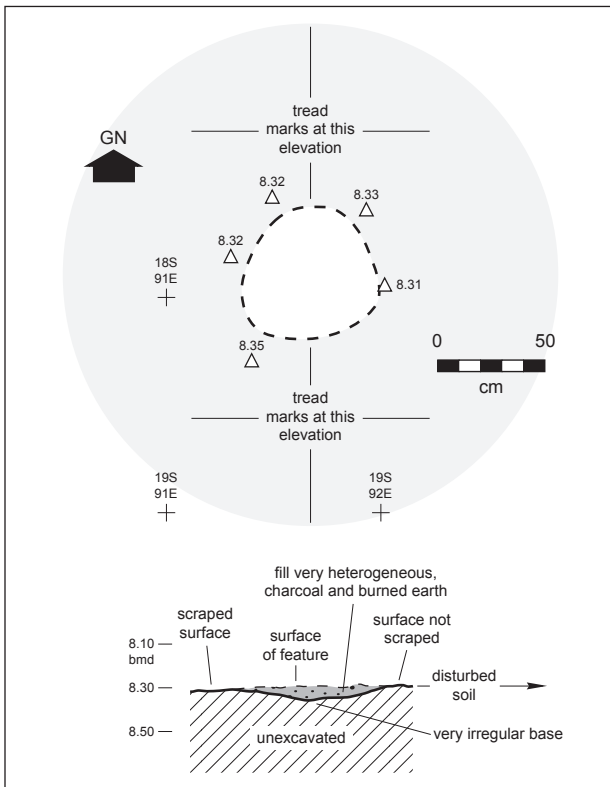 tread
marks at this
elevation
GN
8.32
8.33
8.32
18S
91E
8.31
0 50
cm
8.35
tread
marks at this
elevation
19S
91E
19S
92E
fill very heterogeneous,
charcoal and burned earth
scraped
surface
surface
of feature
surface not
scraped
8.10
bmd
8.30
disturbed
soil
8.50
unexcavated
very irregular base